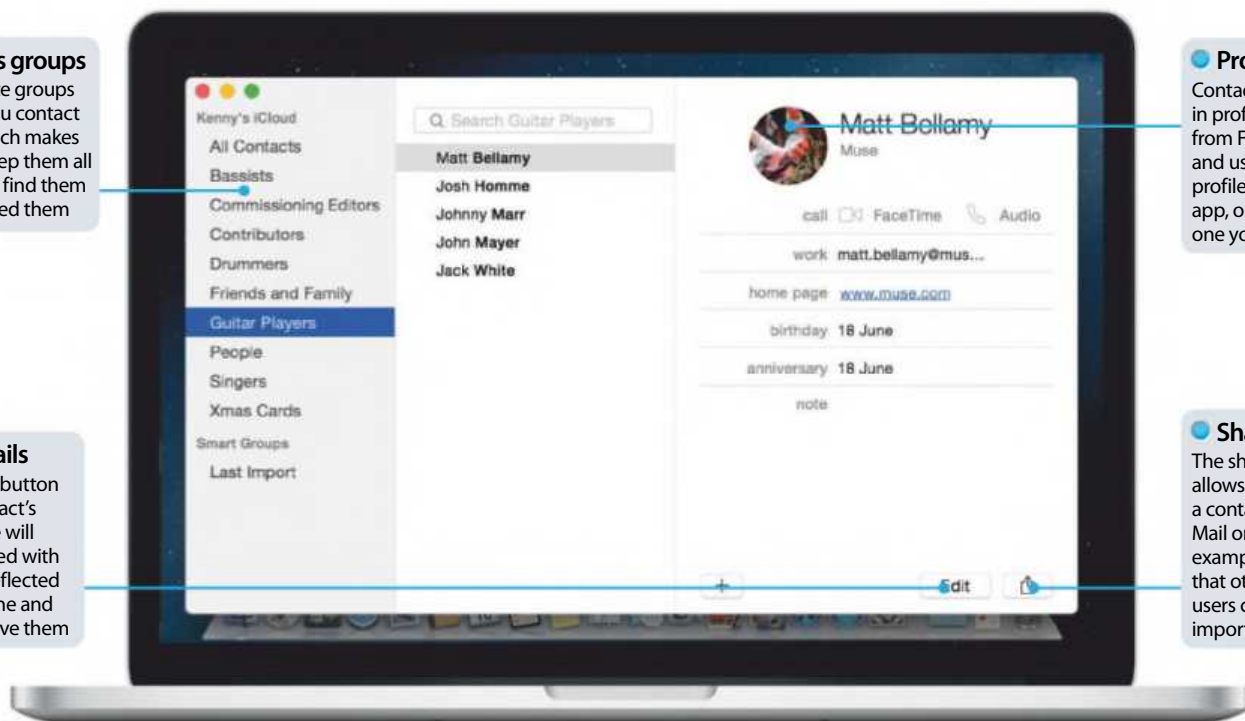 s groups
e groups
u contact
ch makes
ep them all
find them
ed them
ails
button
act's
will
ed with
flected
ne and
ve them
Kenny's iCloud
All Contacts
Bassists
Commissioning Editors
Contributors
Drummers
Friends and Family
Guitar Players
People
Singers
Xmas Cards
Smart Groups
Last Import
Search Guitar Players
Matt Bellamy
Josh Homme
Johnny Marr
John Mayer
Jack White
Matt Bellamy
Muse
call FaceTime Audio
work matt.bellamy@mus...
home page www.muse.com
birthday 18 June
anniversary 18 June
note
+ Edit
Pro
Contac
in prof
from F
and us
profile
app, o
one yo
Sha
The sh
allows
a conta
Mail or
examp
that ot
users c
import